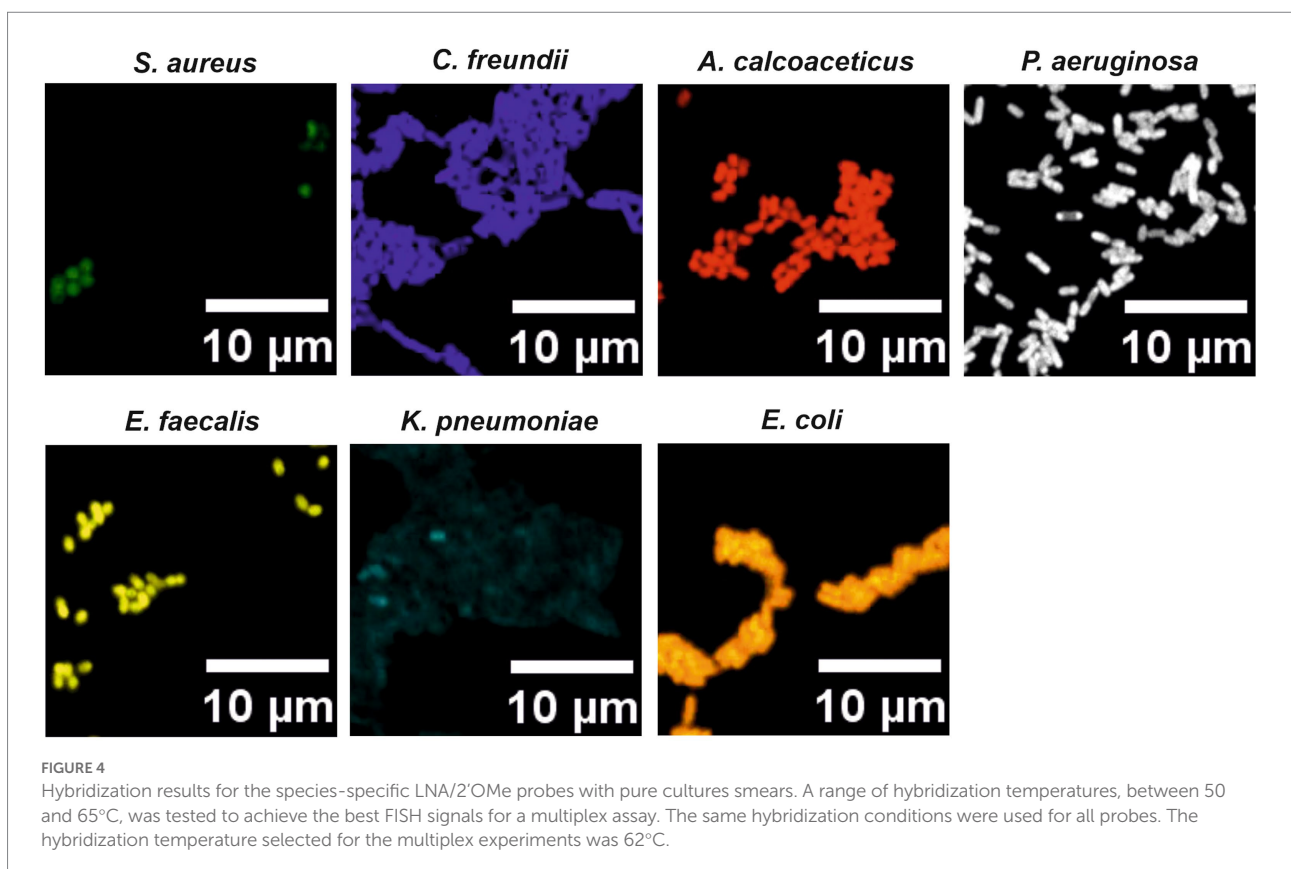 S. aureus
C. freundii
A. calcoaceticus
P. aeruginosa
10 µm
10 µm
10 µm
10 µm
E. faecalis
K. pneumoniae
E. coli
10 µm
10 µm
10 µm
FIGURE 4
Hybridization results for the species-specific LNA/2'OMe probes with pure cultures smears. A range of hybridization temperatures, between 50
and 65°C, was tested to achieve the best FISH signals for a multiplex assay. The same hybridization conditions were used for all probes. The
hybridization temperature selected for the multiplex experiments was 62°C.